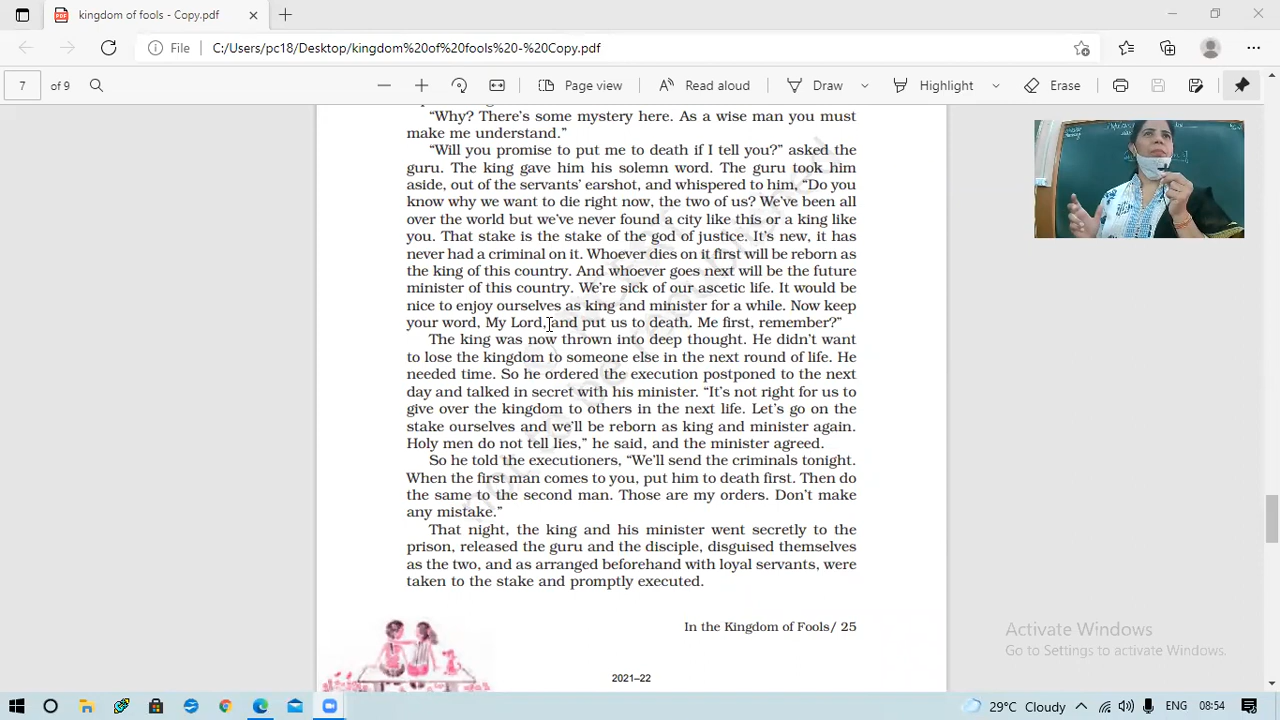 kingdom of fools - Copy.pdf
File C:/Users/pc18/Desktop/kingdom%20of%20fools%20-%20Copy.pdf
7 of 9 Page view Read aloud Draw Highlight Erase
“Why? There’s some mystery here. As a wise man you must
make me understand.”
“Will you promise to put me to death if I tell you?” asked the
guru. The king gave him his solemn word. The guru took him
aside, out of the servants’ earshot, and whispered to him, “Do you
know why we want to die right now, the two of us? We’ve been all
over the world but we’ve never found a city like this or a king like
you. That stake is the stake of the god of justice. It’s new, it has
never had a criminal on it. Whoever dies on it first will be reborn as
the king of this country. And whoever goes next will be the future
minister of this country. We’re sick of our ascetic life. It would be
nice to enjoy ourselves as king and minister for a while. Now keep
your word, My Lord, and put us to death. Me first, remember?”
The king was now thrown into deep thought. He didn’t want
to lose the kingdom to someone else in the next round of life. He
needed time. So he ordered the execution postponed to the next
day and talked in secret with his minister. “It’s not right for us to
give over the kingdom to others in the next life. Let’s go on the
stake ourselves and we’ll be reborn as king and minister again.
Holy men do not tell lies,” he said, and the minister agreed.
So he told the executioners, “We’ll send the criminals tonight.
When the first man comes to you, put him to death first. Then do
the same to the second man. Those are my orders. Don’t make
any mistake.”
That night, the king and his minister went secretly to the
prison, released the guru and the disciple, disguised themselves
as the two, and as arranged beforehand with loyal servants, were
taken to the stake and promptly executed.
In the Kingdom of Fools/ 25
2021–22
Activate Windows
Go to Settings to activate Windows.
29°C Cloudy ENG 08:54